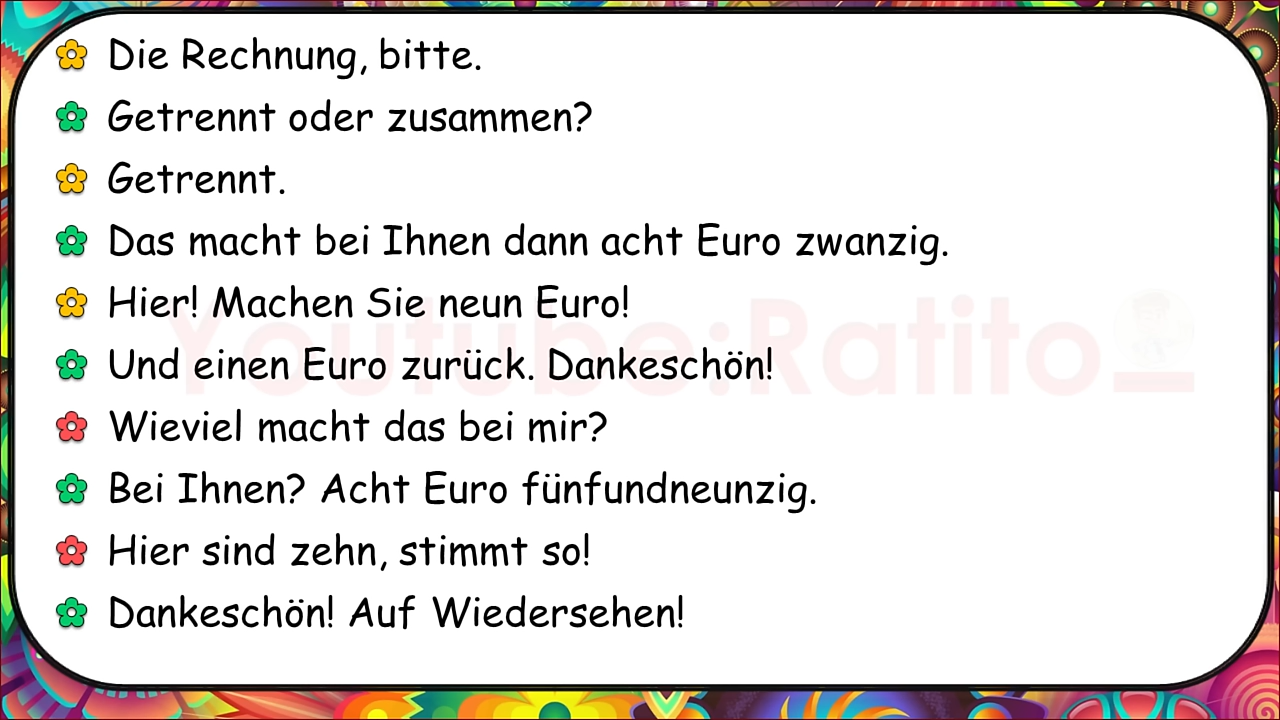 Die Rechnung, bitte.
Getrennt oder zusammen?
Getrennt.
Das macht bei Ihnen dann acht Euro zwanzig.
Hier! Machen Sie neun Euro!
Youtube:Ratito
Und einen Euro zurück. Dankeschön!
Wieviel macht das bei mir?
Bei Ihnen? Acht Euro fünfundneunzig.
Hier sind zehn, stimmt so!
Dankeschön! Auf Wiedersehen!